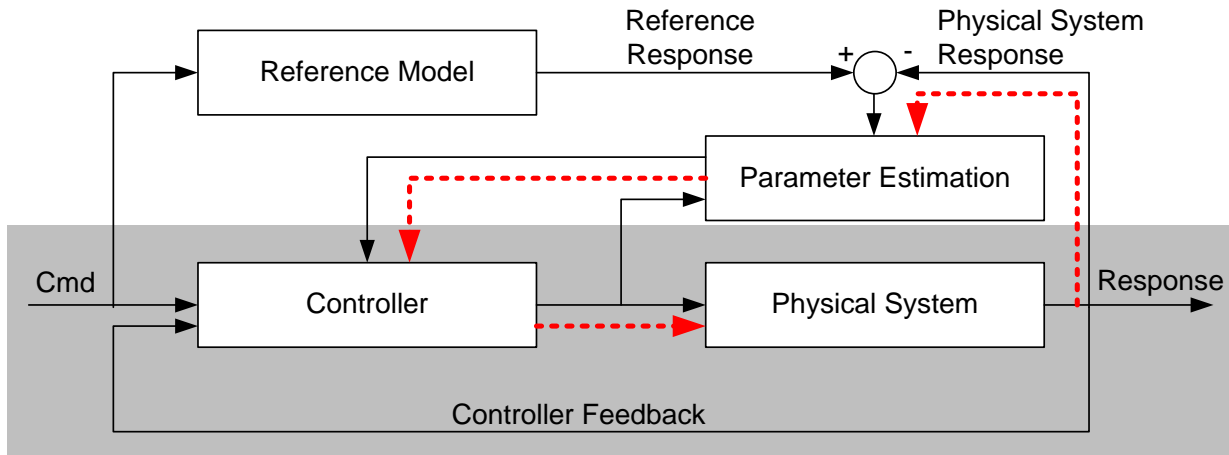 Reference
Response
Physical System
Response
+
-
Reference Model
Parameter Estimation
Cmd
Controller
Physical System
Response
Controller Feedback